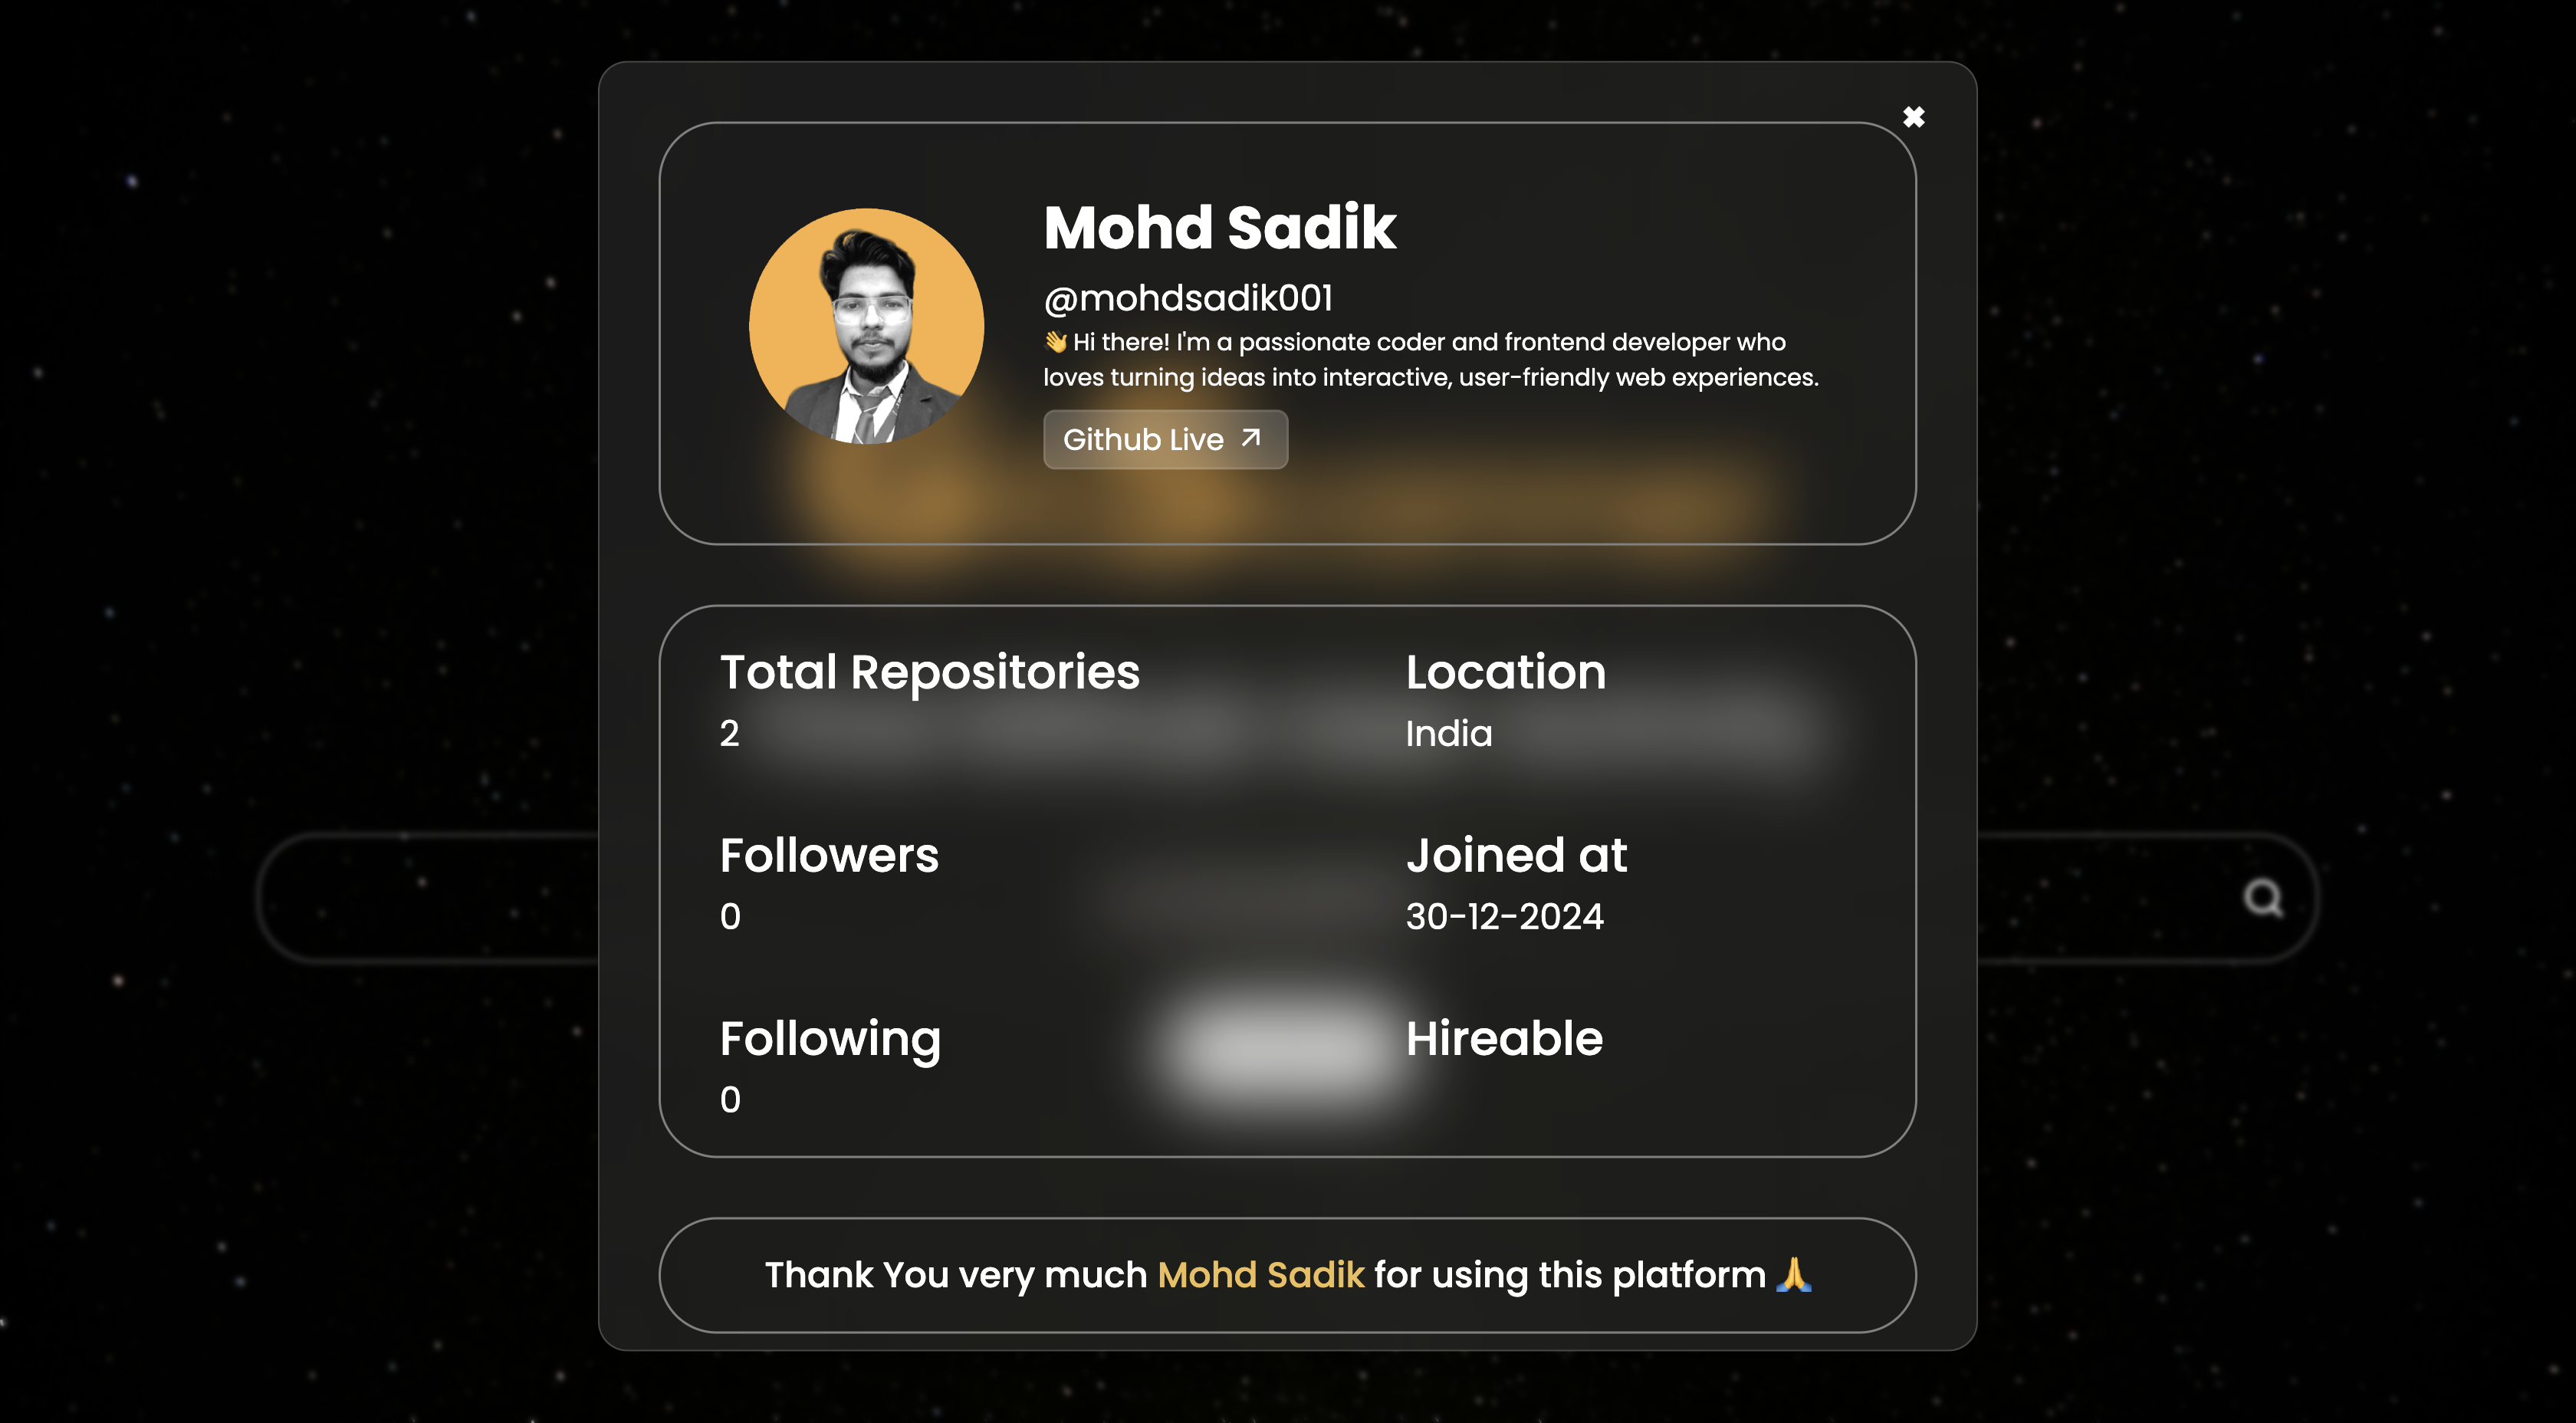 Mohd Sadik
@mohdsadik001
👋 Hi there! I'm a passionate coder and frontend developer who
loves turning ideas into interactive, user-friendly web experiences.
Github Live
Total Repositories
2
Location
India
Followers
0
Joined at
30-12-2024
Following
0
Hireable
Thank You very much Mohd Sadik for using this platform 🙏